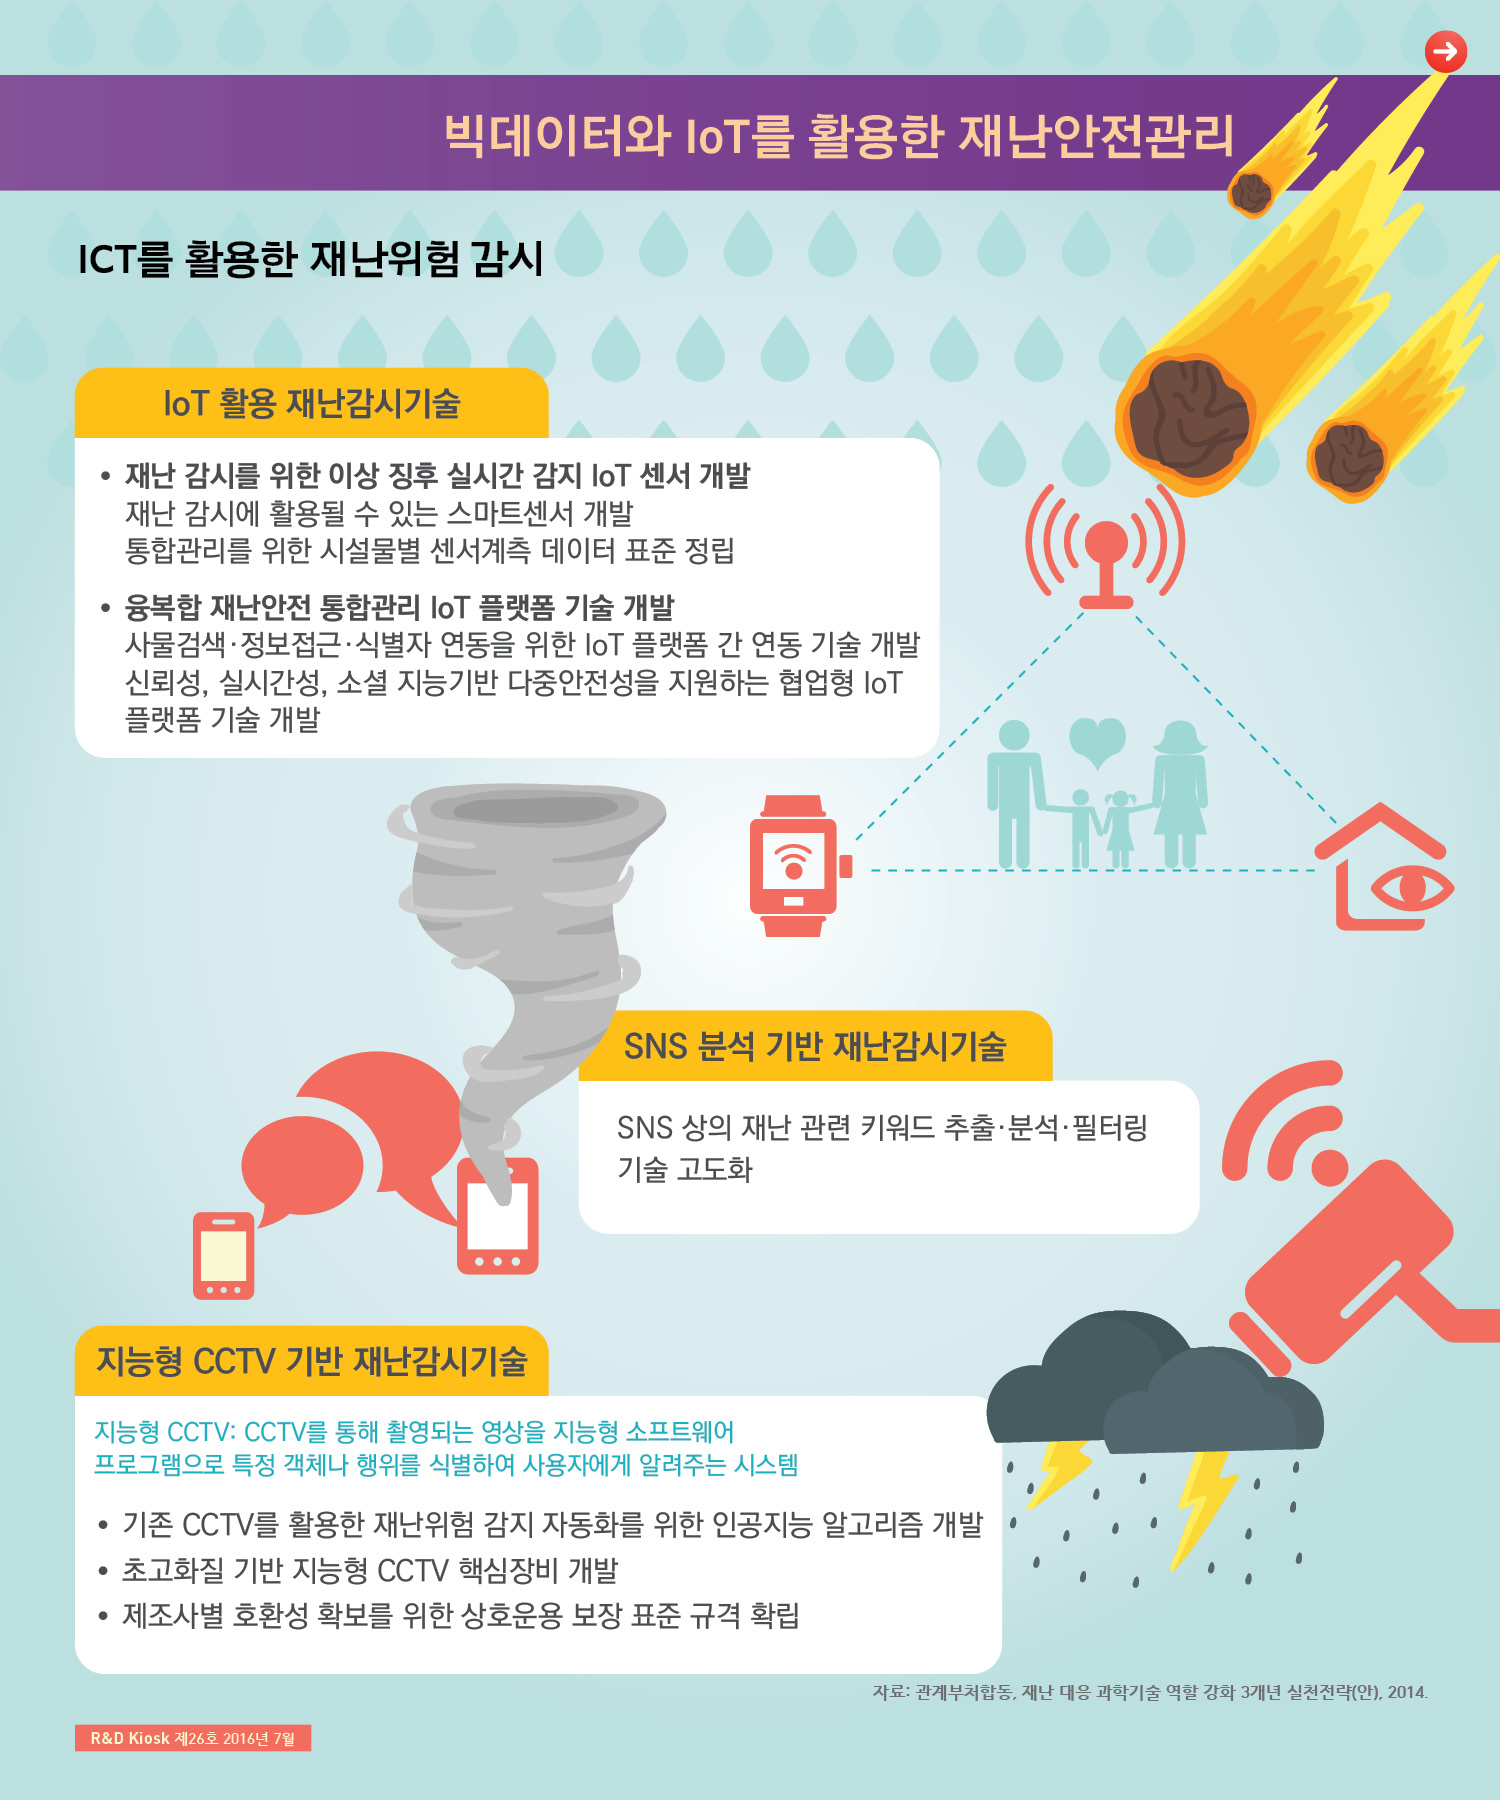 빅데이터와 IoT를 활용한 재난안전관리
ICT를 활용한 재난위험 감시
IoT 활용 재난감시기술
• 재난 감시를 위한 이상 징후 실시간 감지 IoT 센서 개발
재난 감시에 활용될 수 있는 스마트센서 개발
통합관리를 위한 시설물별 센서계측 데이터 표준 정립
• 융복합 재난안전 통합관리 IoT 플랫폼 기술 개발
사물검색·정보접근·식별자 연동을 위한 IoT 플랫폼 간 연동 기술 개발
신뢰성, 실시간성, 소셜 지능기반 다중안전성을 지원하는 협업형 IoT
플랫폼 기술 개발
SNS 분석 기반 재난감시기술
SNS 상의 재난 관련 키워드 추출·분석·필터링
기술 고도화
지능형 CCTV 기반 재난감시기술
지능형 CCTV: CCTV를 통해 촬영되는 영상을 지능형 소프트웨어
프로그램으로 특정 객체나 행위를 식별하여 사용자에게 알려주는 시스템
• 기존 CCTV를 활용한 재난위험 감지 자동화를 위한 인공지능 알고리즘 개발
• 초고화질 기반 지능형 CCTV 핵심장비 개발
• 제조사별 호환성 확보를 위한 상호운용 보장 표준 규격 확립
자료: 관계부처합동, 재난 대응 과학기술 역할 강화 3개년 실천전략(안), 2014.
R&D Kiosk 제26호 2016년 7월